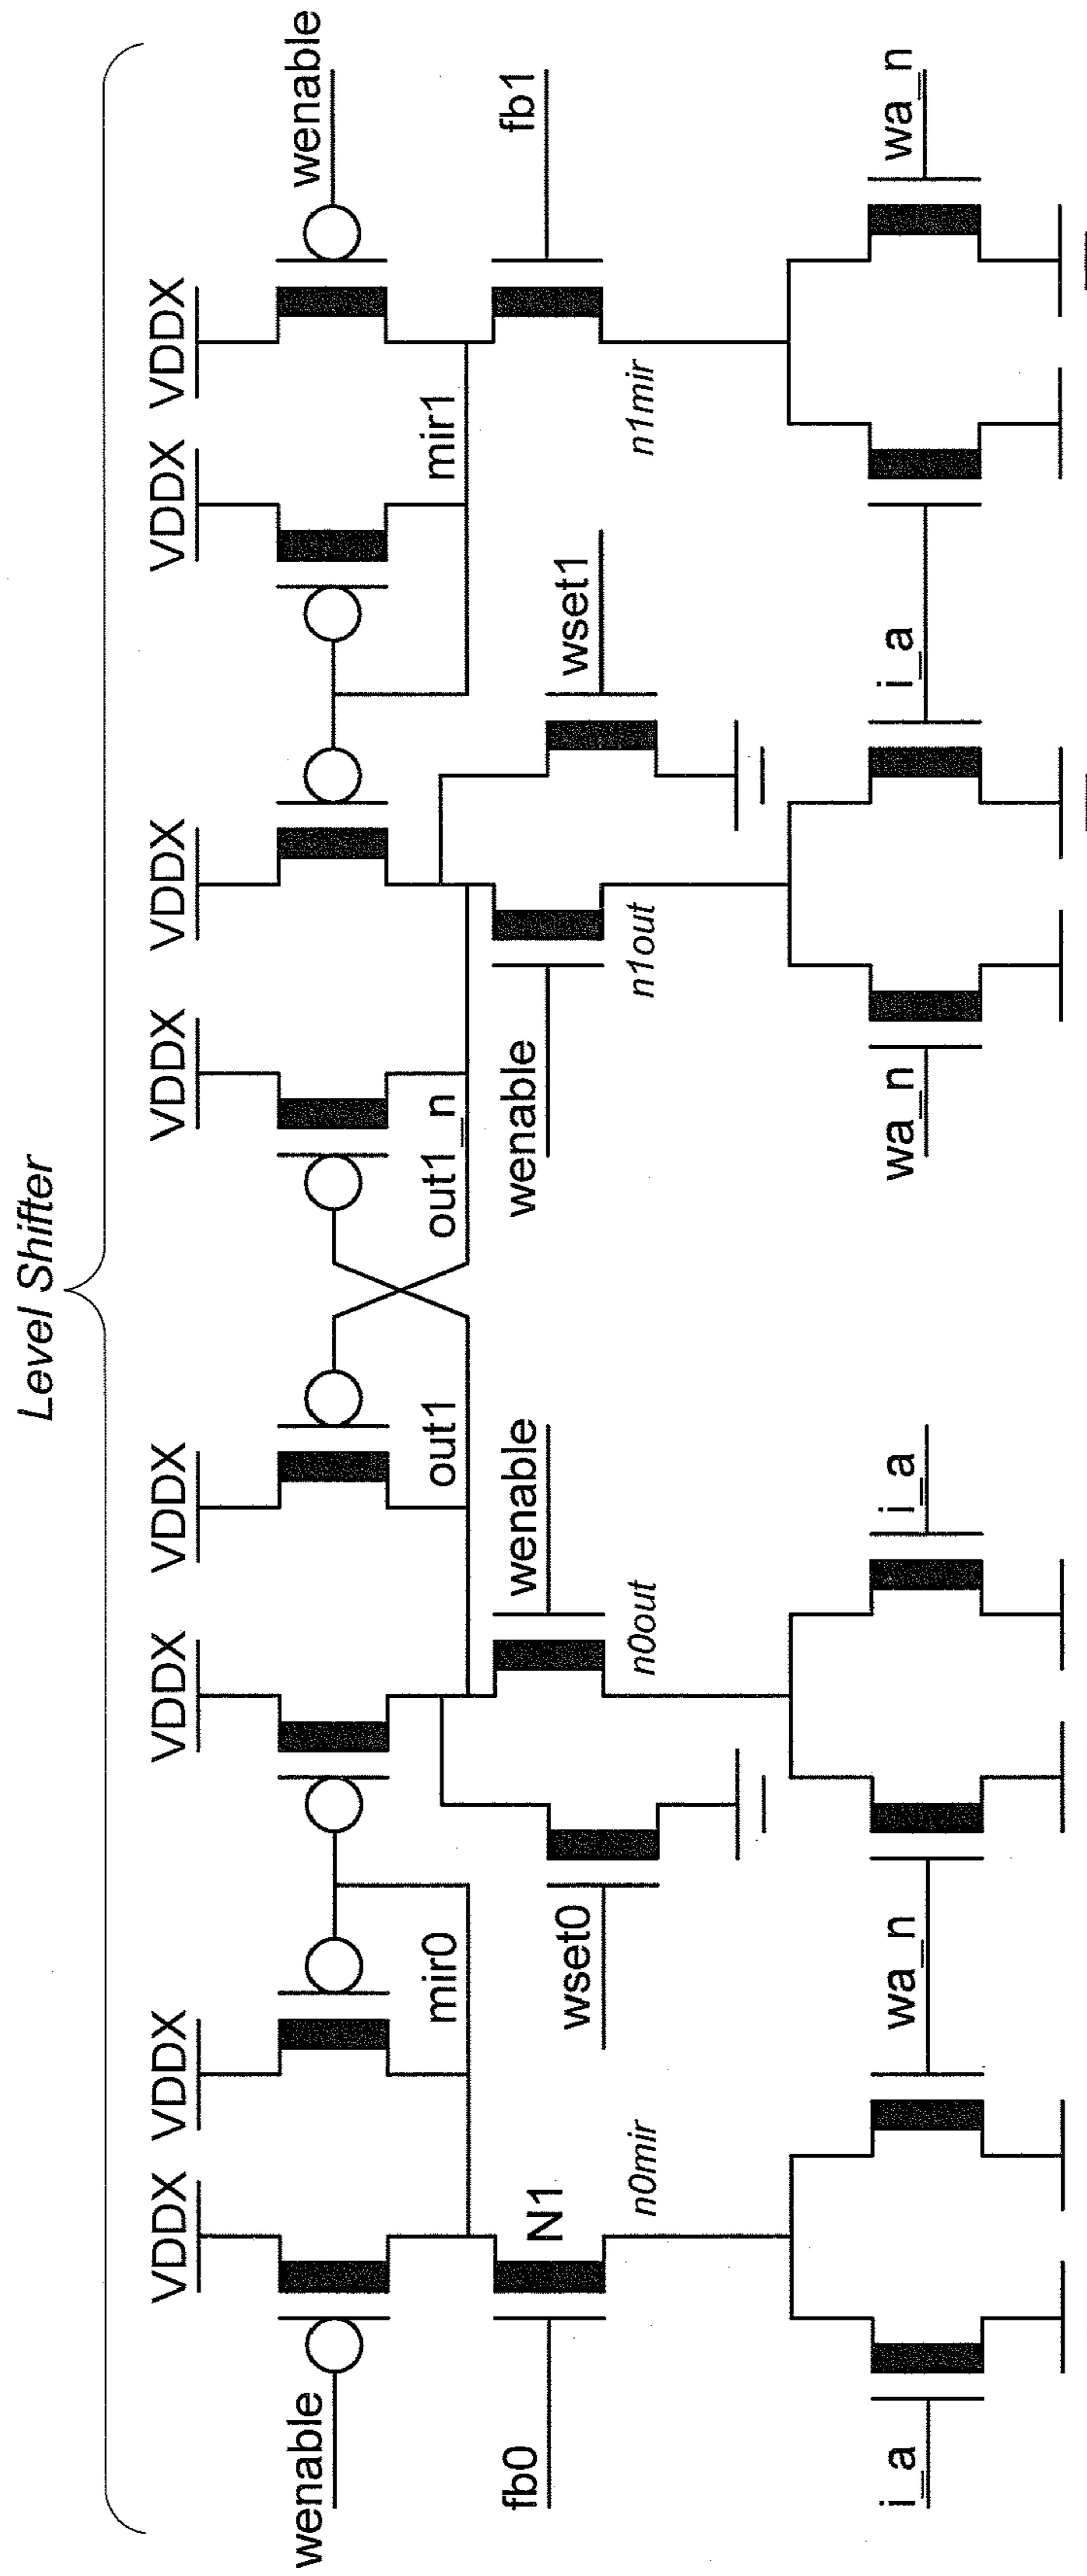 Level Shifter
VDDX VDDX VDDX VDDX VDDX VDDX VDDX VDDX
wenable wenable
mir0 out1 out1_n mir1
fb0 N1 wenable wenable fb1
wset0 wset1
n0mir n0out n1out n1mir
i_a wa_n i_a wa_n i_a wa_n